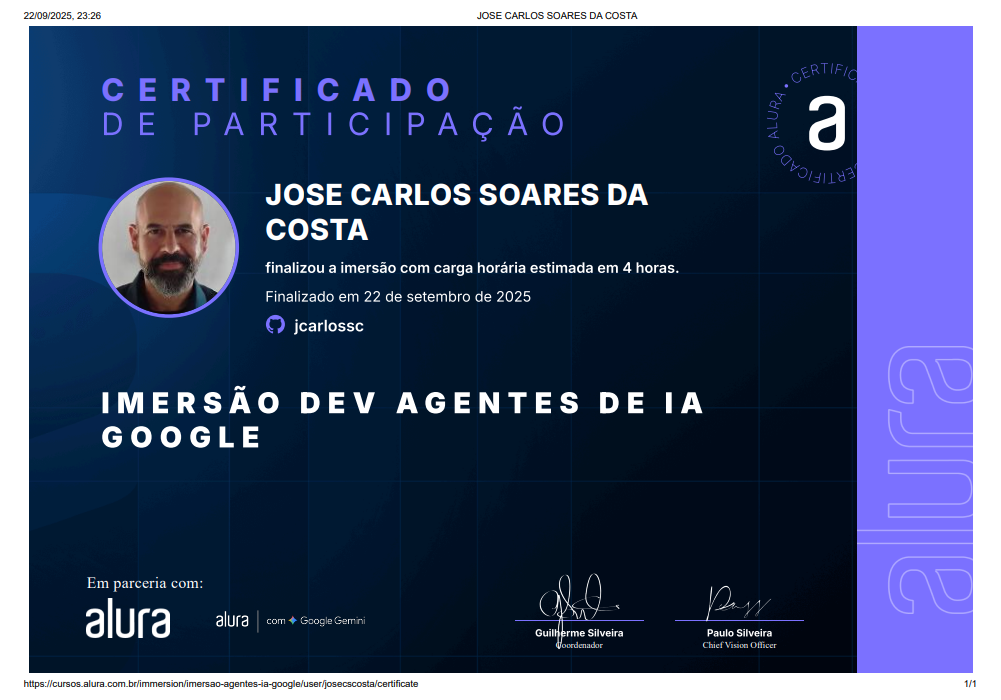 22/09/2025, 23:26
JOSE CARLOS SOARES DA COSTA
CERTIFICADO
DE PARTICIPAÇÃO
CERTIFICADO ALURA • CERTIFIC
a
JOSE CARLOS SOARES DA
COSTA
finalizou a imersão com carga horária estimada em 4 horas.
Finalizado em 22 de setembro de 2025
jcarlossc
IMERSÃO DEV AGENTES DE IA
GOOGLE
alura
Em parceria com:
alura
alura | com Google Gemini
Guilherme Silveira
Coordenador
Paulo Silveira
Chief Vision Officer
https://cursos.alura.com.br/immersion/imersao-agentes-ia-google/user/josecscosta/certificate
1/1